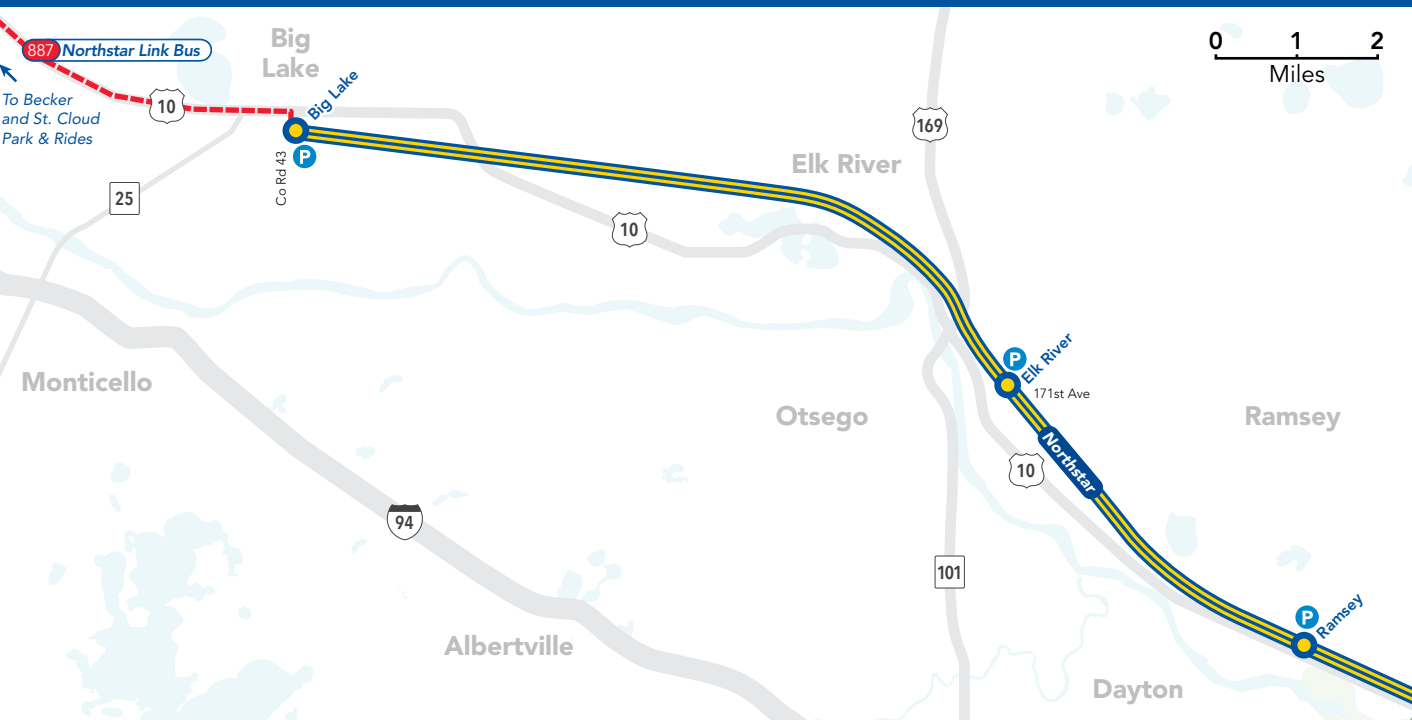 887 Northstar Link Bus
To Becker
and St. Cloud
Park & Rides
10
25
Big
Lake
Big Lake
P
Co Rd 43
0 1 2
Miles
169
Elk River
10
Monticello
Otsego
Ramsey
P
Elk River
171st Ave
Northstar
10
94
101
Albertville
P
Ramsey
Dayton